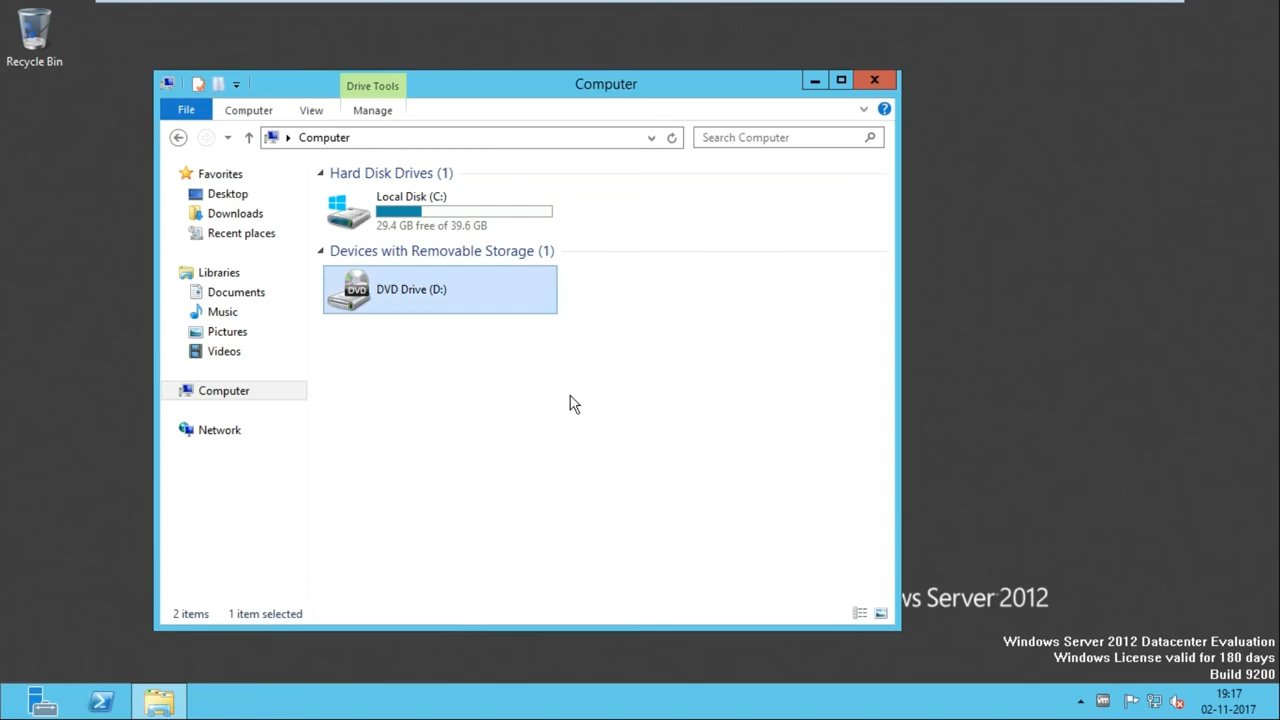 Recycle Bin
Drive Tools
Computer
File
Computer
View
Manage
Computer
Search Computer
Favorites
Desktop
Downloads
Recent places
Libraries
Documents
Music
Pictures
Videos
Computer
Network
Hard Disk Drives (1)
Local Disk (C:)
29.4 GB free of 39.6 GB
Devices with Removable Storage (1)
DVD
DVD Drive (D:)
2 items
1 item selected
ws Server 2012
Windows Server 2012 Datacenter Evaluation
Windows License valid for 180 days
Build 9200
vm
19:17
02-11-2017